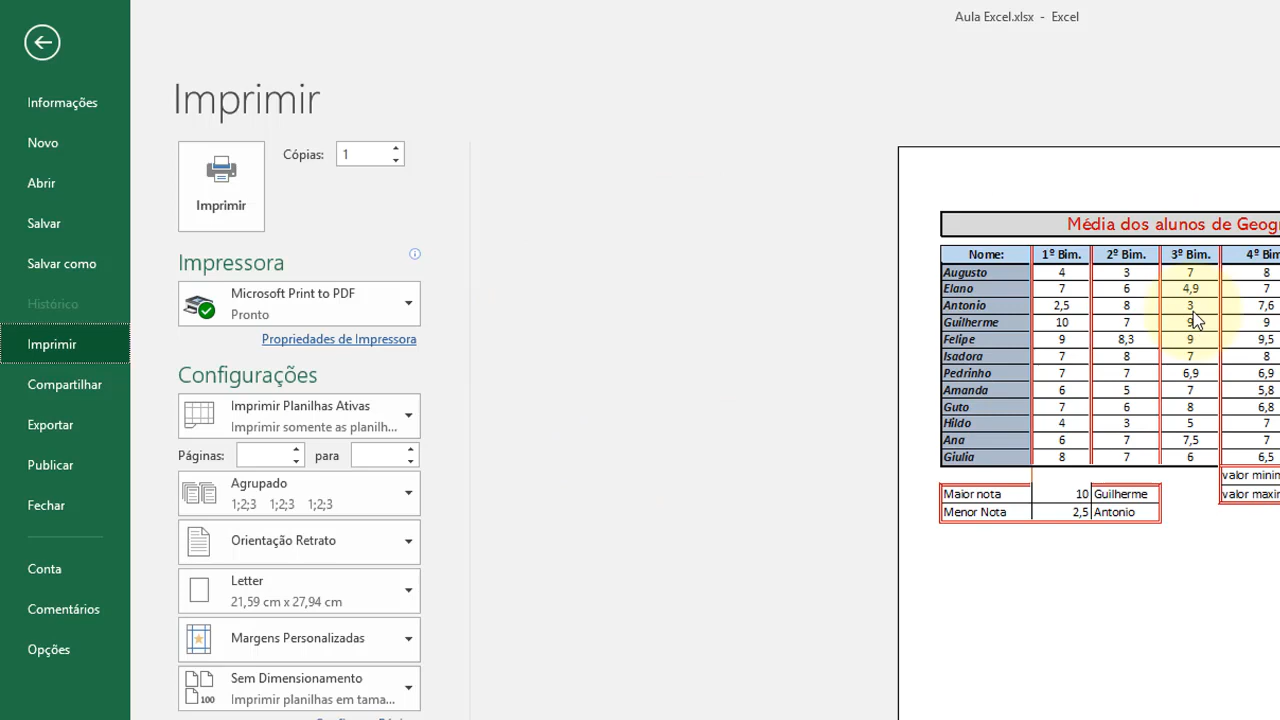 Aula Excel.xlsx - Excel
Informações
Novo
Abrir
Salvar
Salvar como
Histórico
Imprimir
Compartilhar
Exportar
Publicar
Fechar
Conta
Comentários
Opções
Imprimir
Imprimir
Cópias: 1
Impressora
Microsoft Print to PDF
Pronto
Propriedades de Impressora
Configurações
Imprimir Planilhas Ativas
Imprimir somente as planilh...
Páginas: para
Agrupado
1;2;3 1;2;3 1;2;3
Orientação Retrato
Letter
21,59 cm x 27,94 cm
Margens Personalizadas
Sem Dimensionamento
100 Imprimir planilhas em tama...
Média dos alunos de Geog
Nome: 1º Bim. 2º Bim. 3º Bim. 4º Bim
Augusto 4 3 7 8
Elano 7 6 4,9 7
Antonio 2,5 8 3 7,6
Guilherme 10 7 9 9
Felipe 9 8,3 9 9,5
Isadora 7 8 7 8
Pedrinho 7 7 6,9 6,9
Amanda 6 5 7 5,8
Guto 7 6 8 6,8
Hildo 4 3 5 7
Ana 6 7 7,5 7
Giulia 8 7 6 6,5
valor minin
Maior nota 10 Guilherme valor maxir
Menor Nota 2,5 Antonio